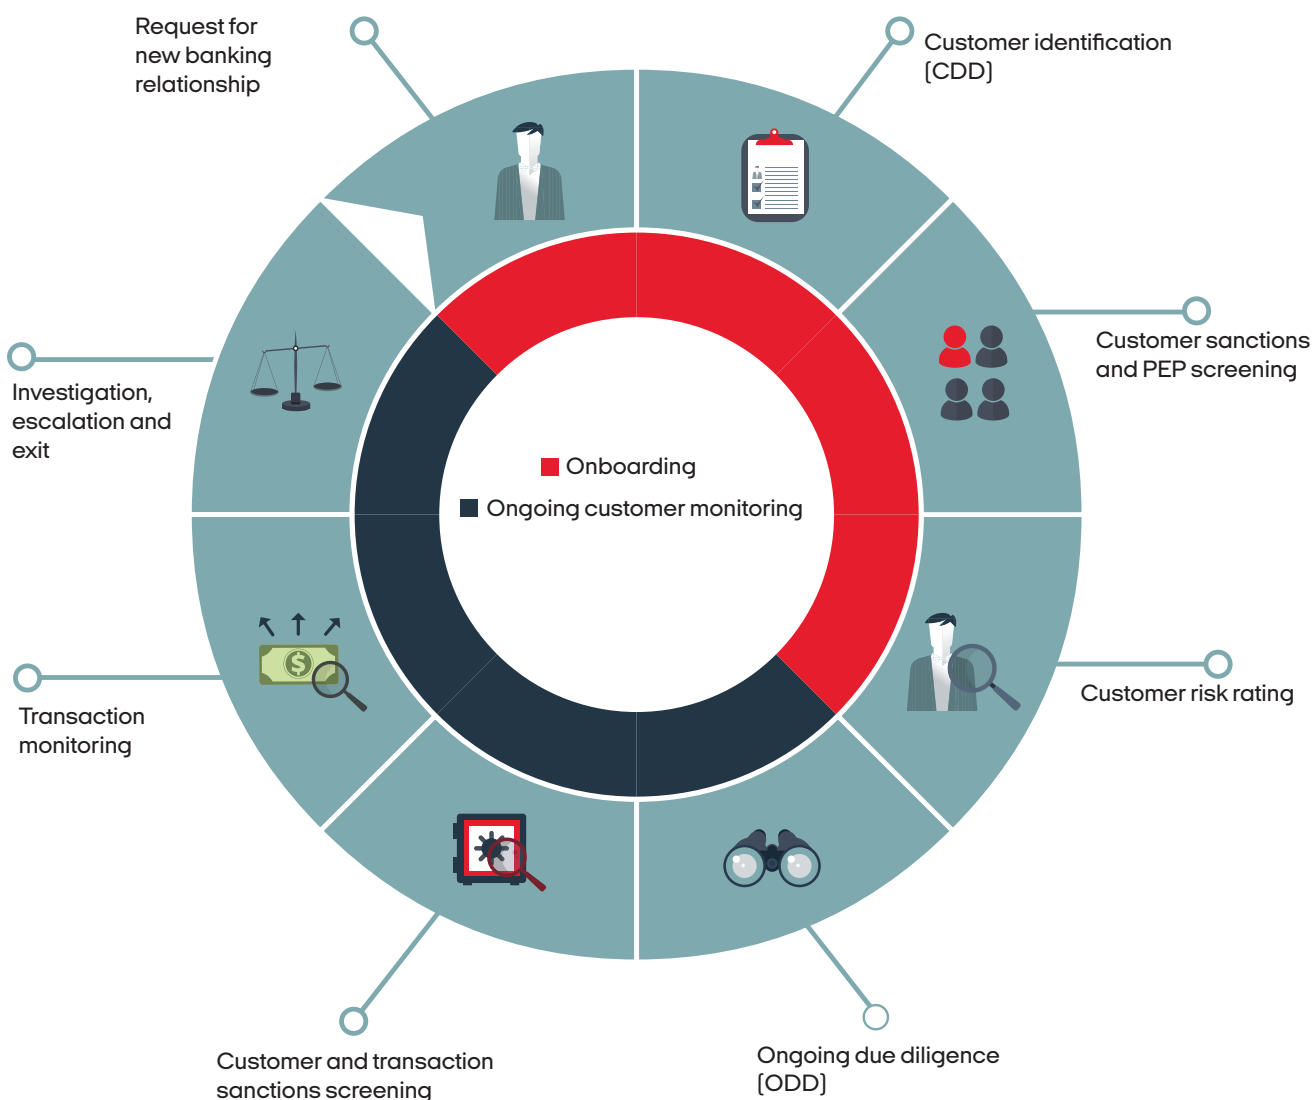 Request for
new banking
relationship
Customer identification
(CDD)
Customer sanctions
and PEP screening
Investigation,
escalation and
exit
Onboarding
Ongoing customer monitoring
Customer risk rating
Transaction
monitoring
Ongoing due diligence
(ODD)
Customer and transaction
sanctions screening
$